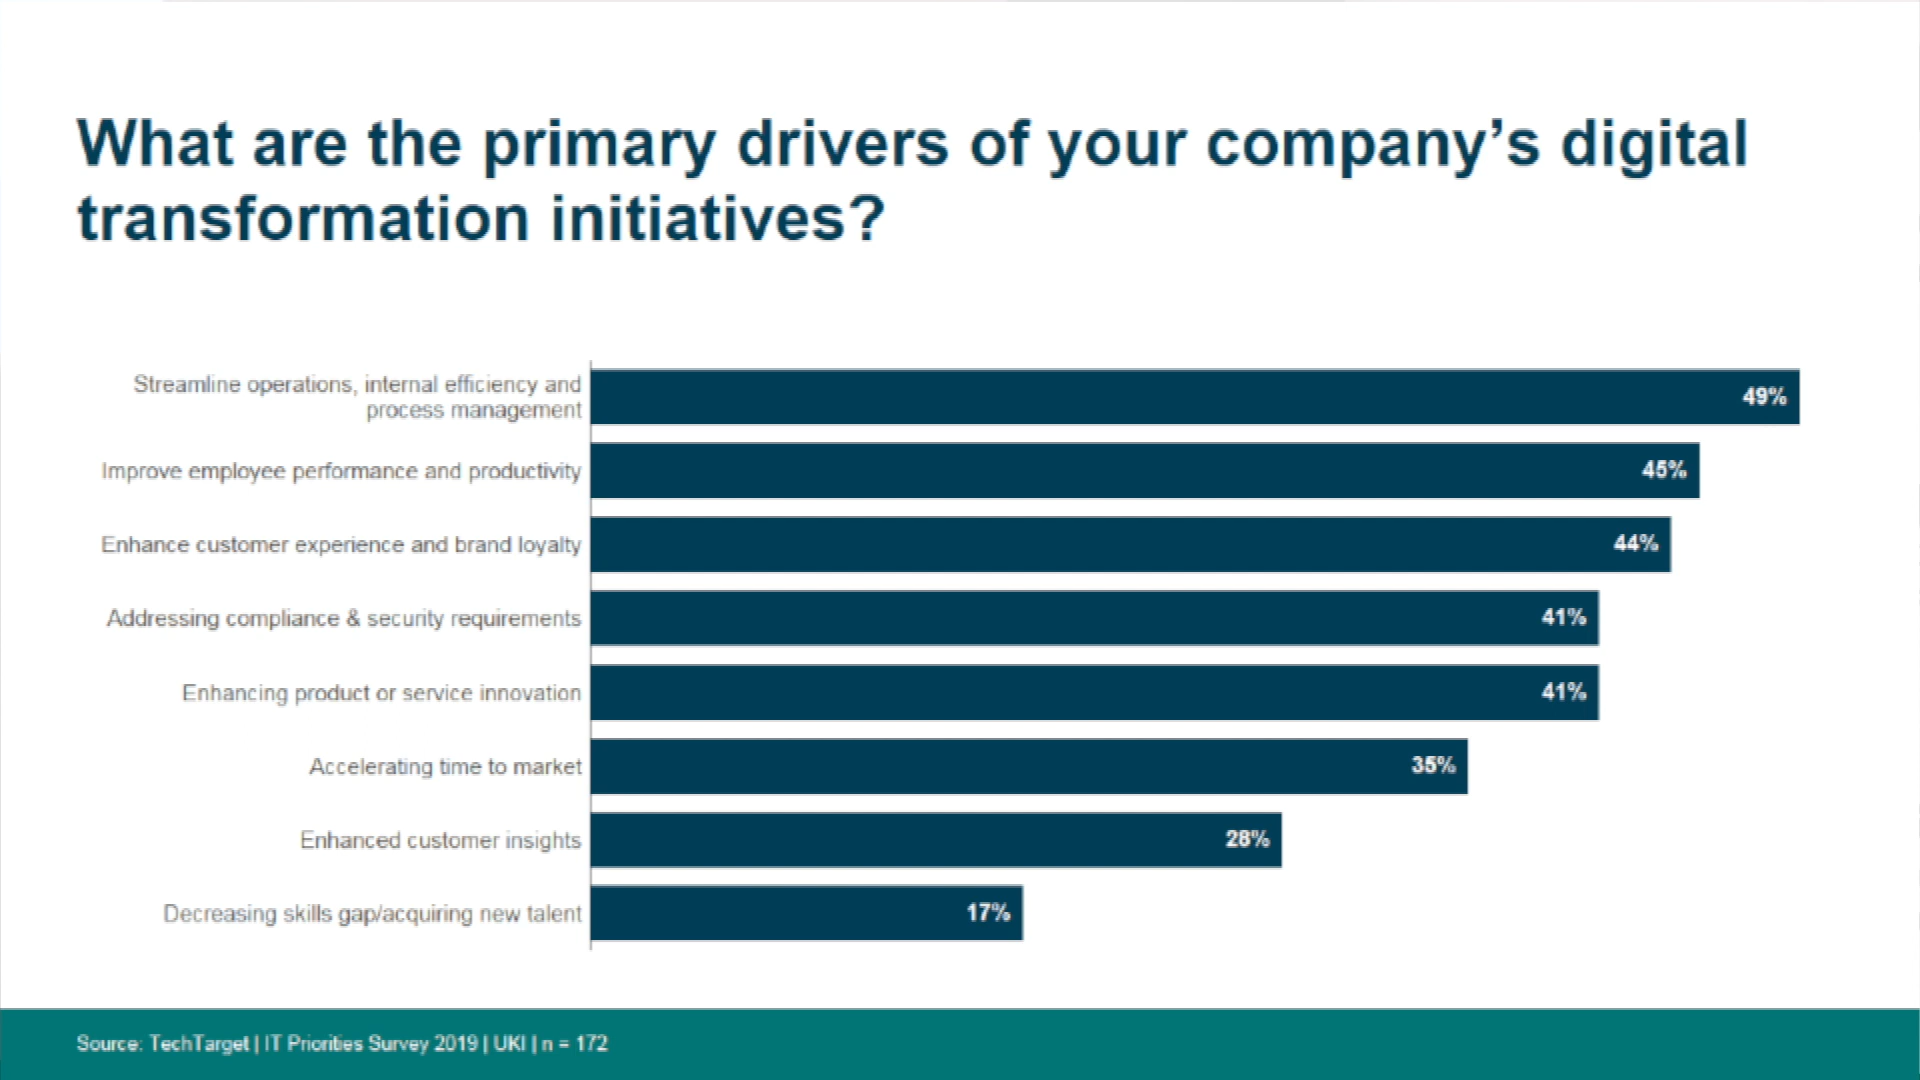 What are the primary drivers of your company’s digital
transformation initiatives?
Streamline operations, internal efficiency and
process management
49%
Improve employee performance and productivity
45%
Enhance customer experience and brand loyalty
44%
Addressing compliance & security requirements
41%
Enhancing product or service innovation
41%
Accelerating time to market
35%
Enhanced customer insights
28%
Decreasing skills gap/acquiring new talent
17%
Source: TechTarget | IT Priorities Survey 2019 | UKI | n = 172